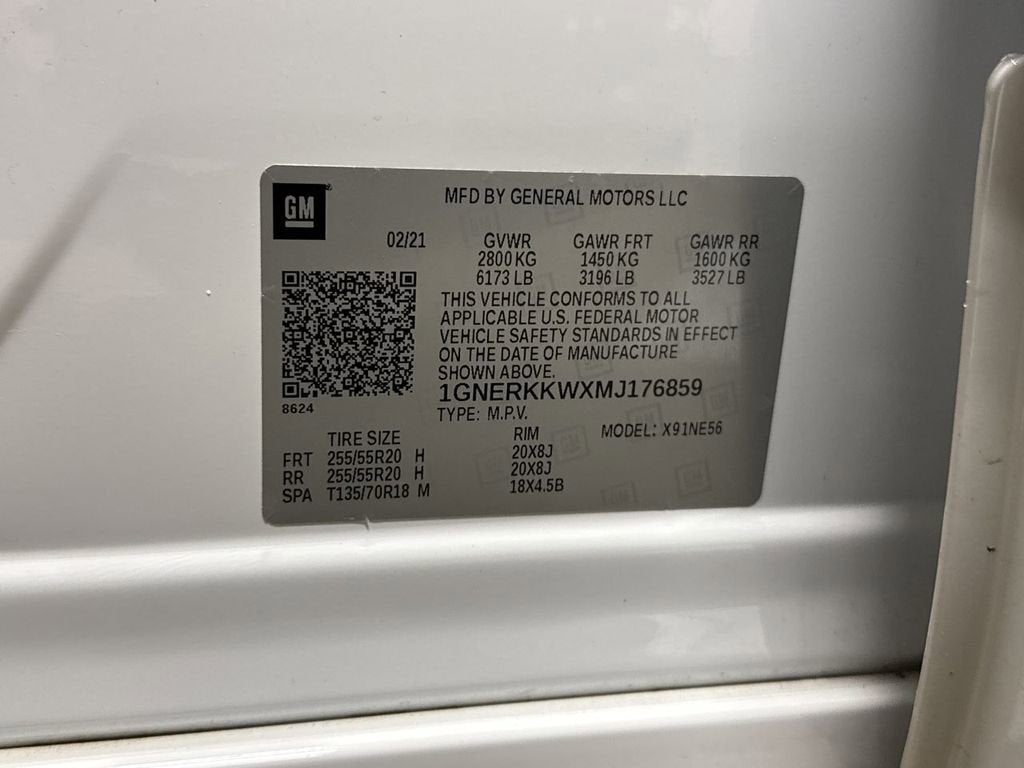 GM
MFD BY GENERAL MOTORS LLC
02/21 GVWR GAWR FRT GAWR RR
2800 KG 1450 KG 1600 KG
6173 LB 3196 LB 3527 LB
THIS VEHICLE CONFORMS TO ALL
APPLICABLE U.S. FEDERAL MOTOR
VEHICLE SAFETY STANDARDS IN EFFECT
ON THE DATE OF MANUFACTURE
SHOWN ABOVE.
1GNERKKWXMJ176859
8624
TYPE: M.P.V. MODEL: X91NE56
TIRE SIZE RIM
FRT 255/55R20 H 20X8J
RR 255/55R20 H 20X8J
SPA T135/70R18 M 18X4.5B